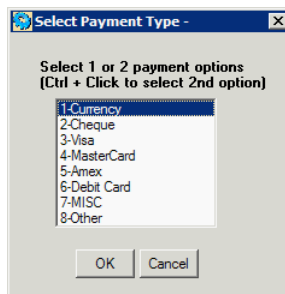 Select Payment Type -
Select 1 or 2 payment options
(Ctrl + Click to select 2nd option)
1-Currency
2-Cheque
3-Visa
4-MasterCard
5-Amex
6-Debit Card
7-MISC
8-Other
OK Cancel